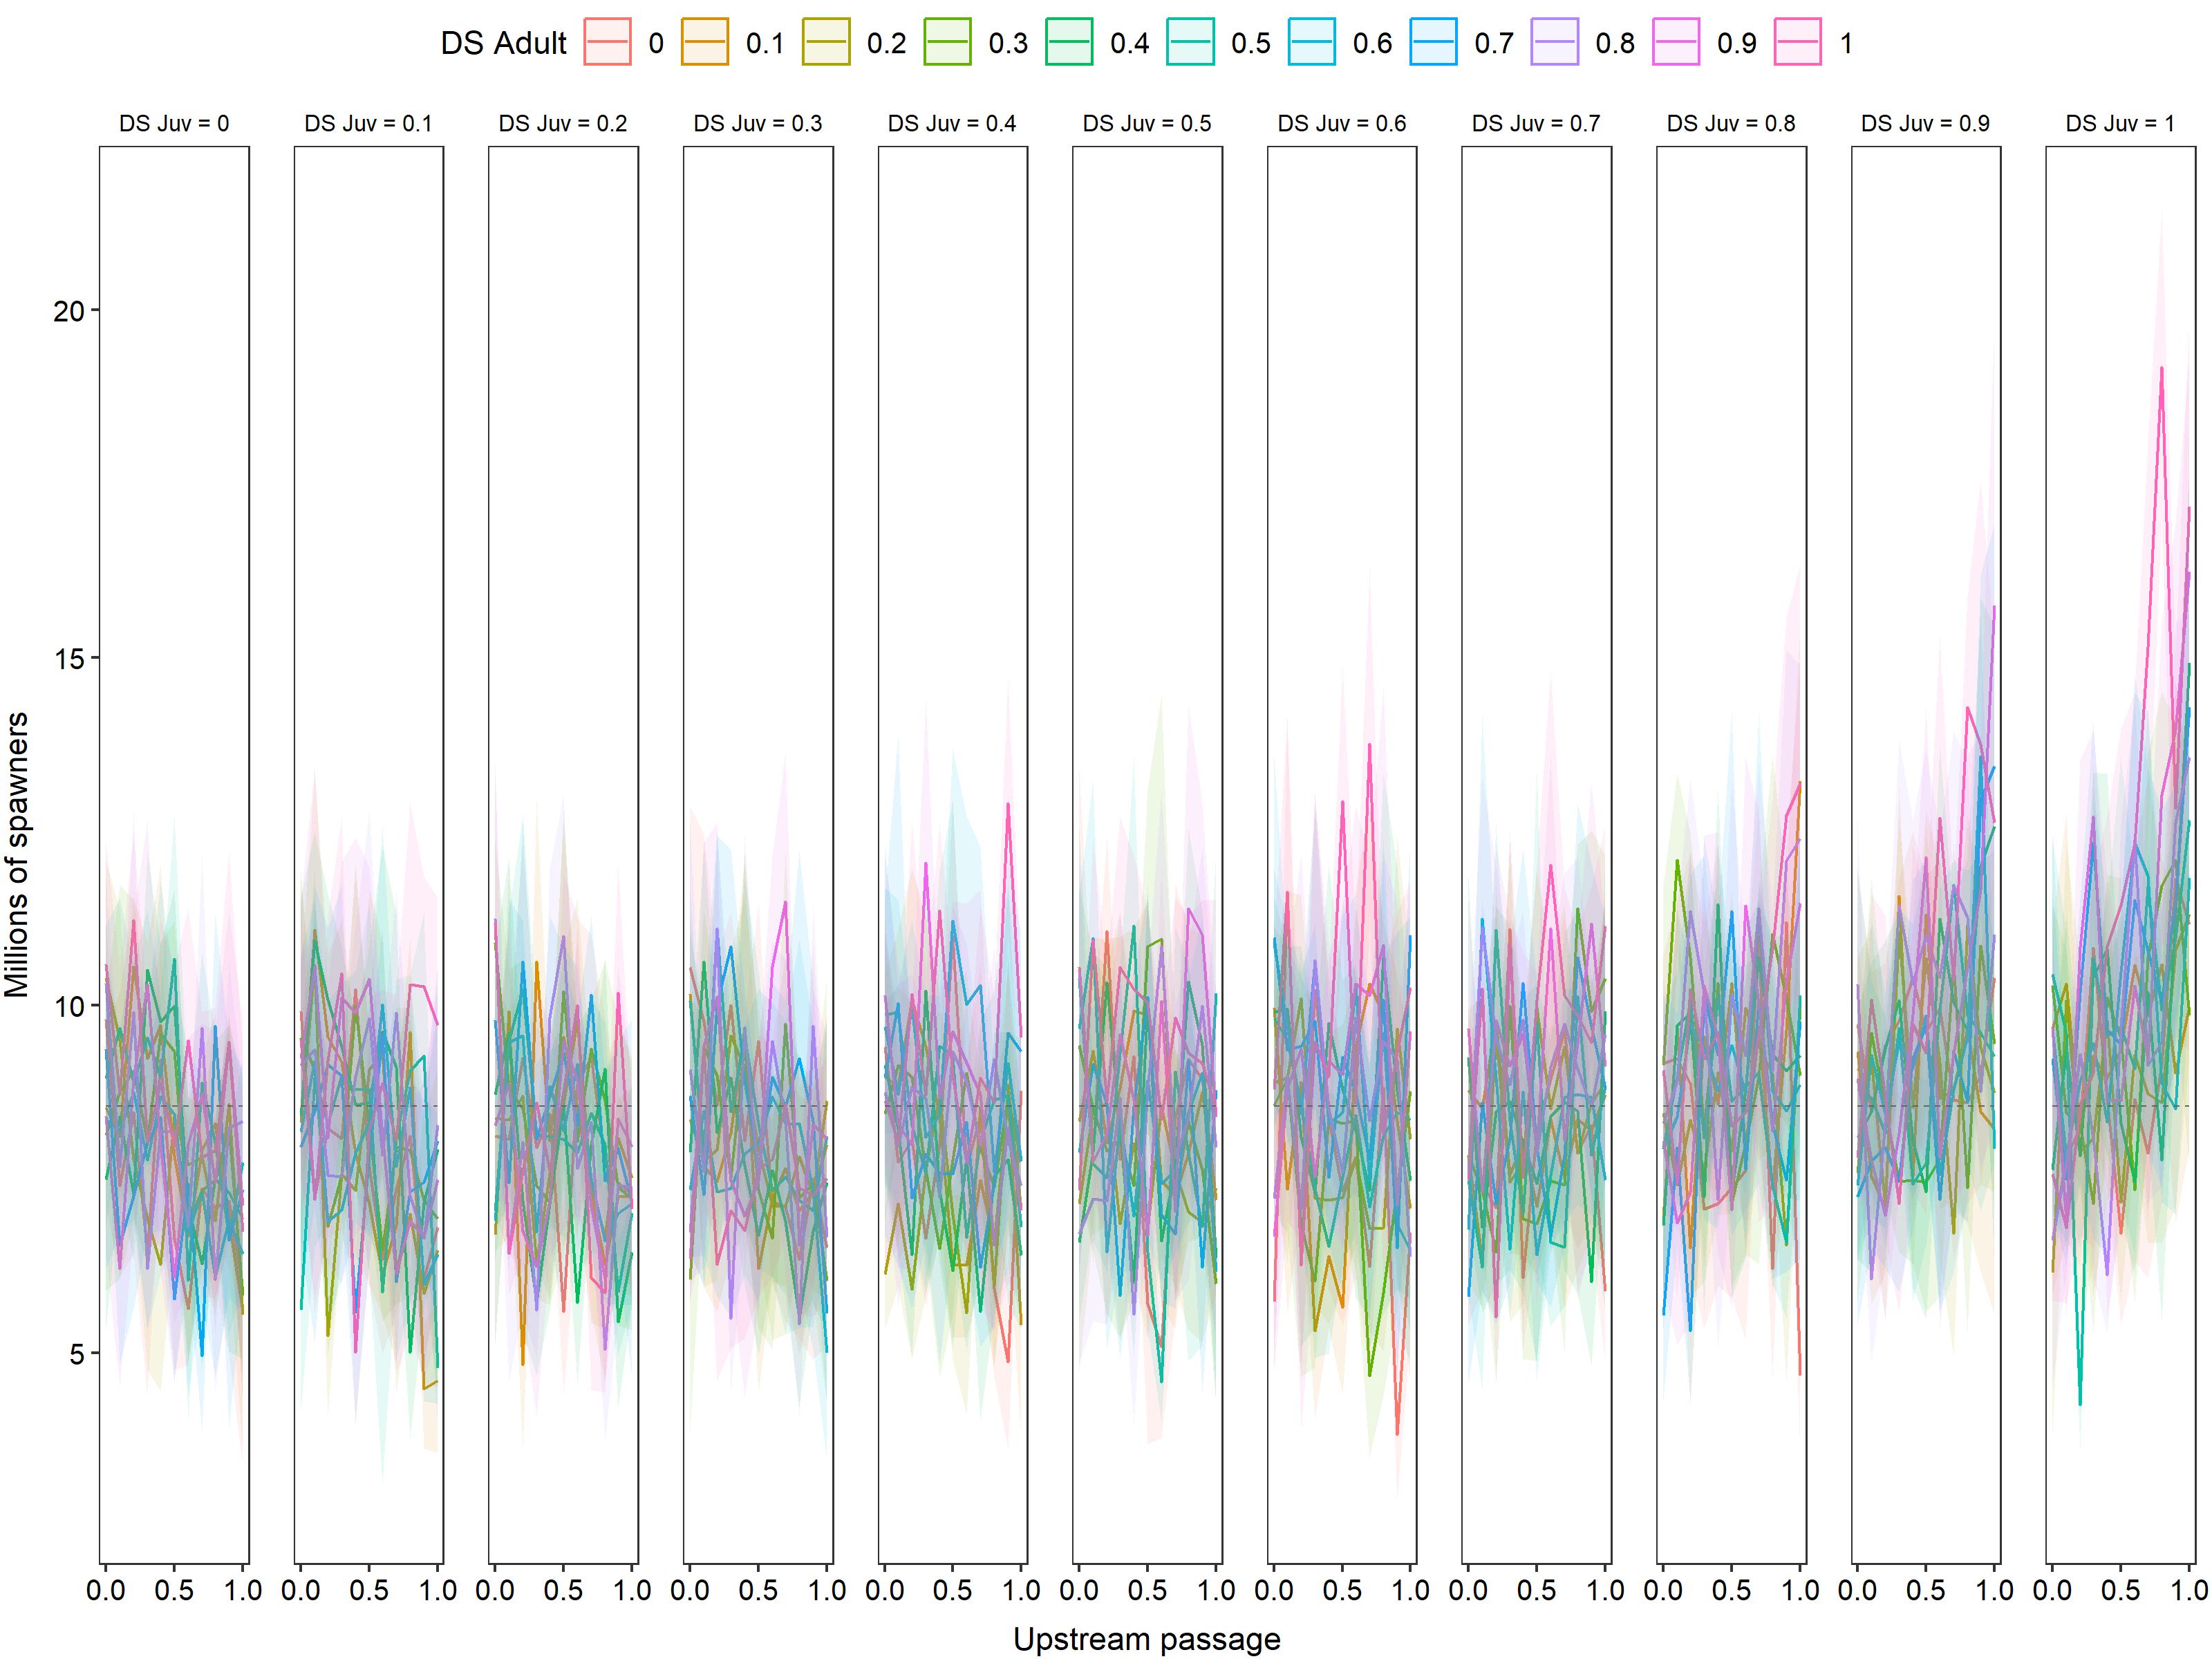 DS Adult 0 0.1 0.2 0.3 0.4 0.5 0.6 0.7 0.8 0.9 1
DS Juv = 0 DS Juv = 0.1 DS Juv = 0.2 DS Juv = 0.3 DS Juv = 0.4 DS Juv = 0.5 DS Juv = 0.6 DS Juv = 0.7 DS Juv = 0.8 DS Juv = 0.9 DS Juv = 1
20
15
10
5
Millions of spawners
0.0 0.5 1.0 0.0 0.5 1.0 0.0 0.5 1.0 0.0 0.5 1.0 0.0 0.5 1.0 0.0 0.5 1.0 0.0 0.5 1.0 0.0 0.5 1.0 0.0 0.5 1.0 0.0 0.5 1.0 0.0 0.5 1.0
Upstream passage